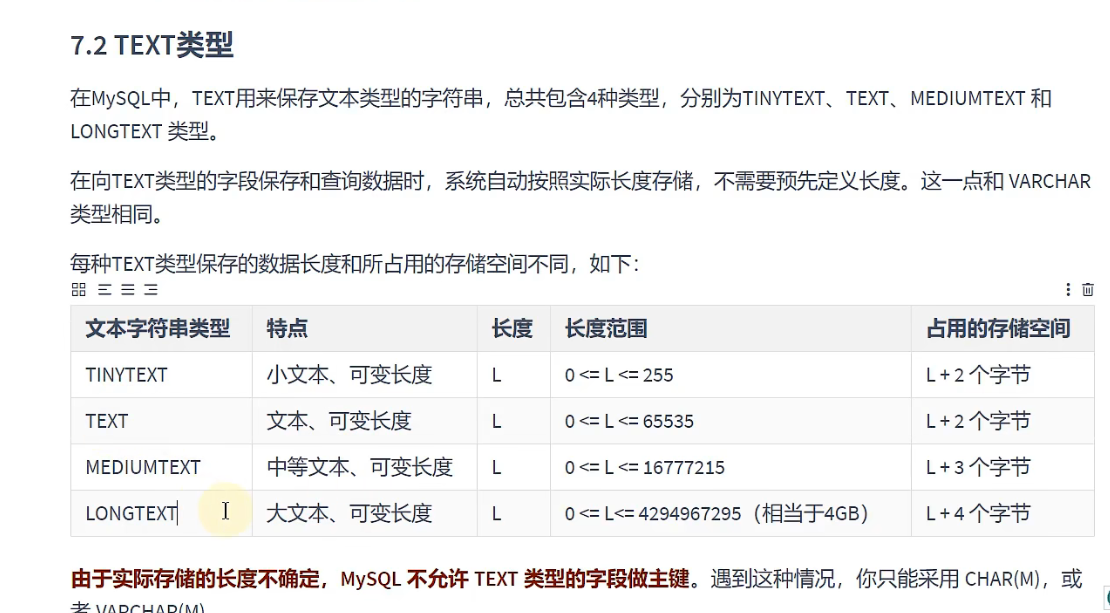 7.2 TEXT类型
在MySQL中，TEXT用来保存文本类型的字符串，总共包含4种类型，分别为TINYTEXT、TEXT、MEDIUMTEXT 和
LONGTEXT 类型。
在向TEXT类型的字段保存和查询数据时，系统自动按照实际长度存储，不需要预先定义长度。这一点和 VARCHAR
类型相同。
每种TEXT类型保存的数据长度和所占用的存储空间不同，如下：
文本字符串类型 特点 长度 长度范围 占用的存储空间
TINYTEXT 小文本、可变长度 L 0 <= L <= 255 L + 2 个字节
TEXT 文本、可变长度 L 0 <= L <= 65535 L + 2 个字节
MEDIUMTEXT 中等文本、可变长度 L 0 <= L <= 16777215 L + 3 个字节
LONGTEXT 大文本、可变长度 L 0 <= L<= 4294967295（相当于4GB） L + 4 个字节
由于实际存储的长度不确定，MySQL 不允许 TEXT 类型的字段做主键。遇到这种情况，你只能采用 CHAR(M)，或
者 VARCHAR(M)